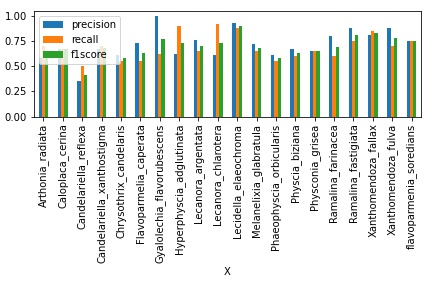 1.00
0.75
0.50
0.25
0.00
precision
recall
f1score
Arthonia_radiata
Caloplaca_cerina
Candelariella_reflexa
Candelariella_xanthostigma
Chrysothrix_candelaris
Flavoparmelia_caperata
Gyalolechia_flavorubescens
Hyperphyscia_adglutinata
Lecanora_argentata
Lecanora_chlarotera
Lecidella_elaeochroma
Melanelixia_glabratula
Phaeophyscia_orbicularis
Physcia_biziana
Physconia_grisea
Ramalina_farinacea
Ramalina_fastigiata
Xanthomendoza_fallax
Xanthomendoza_fulva
flavoparmenia_soredians
X